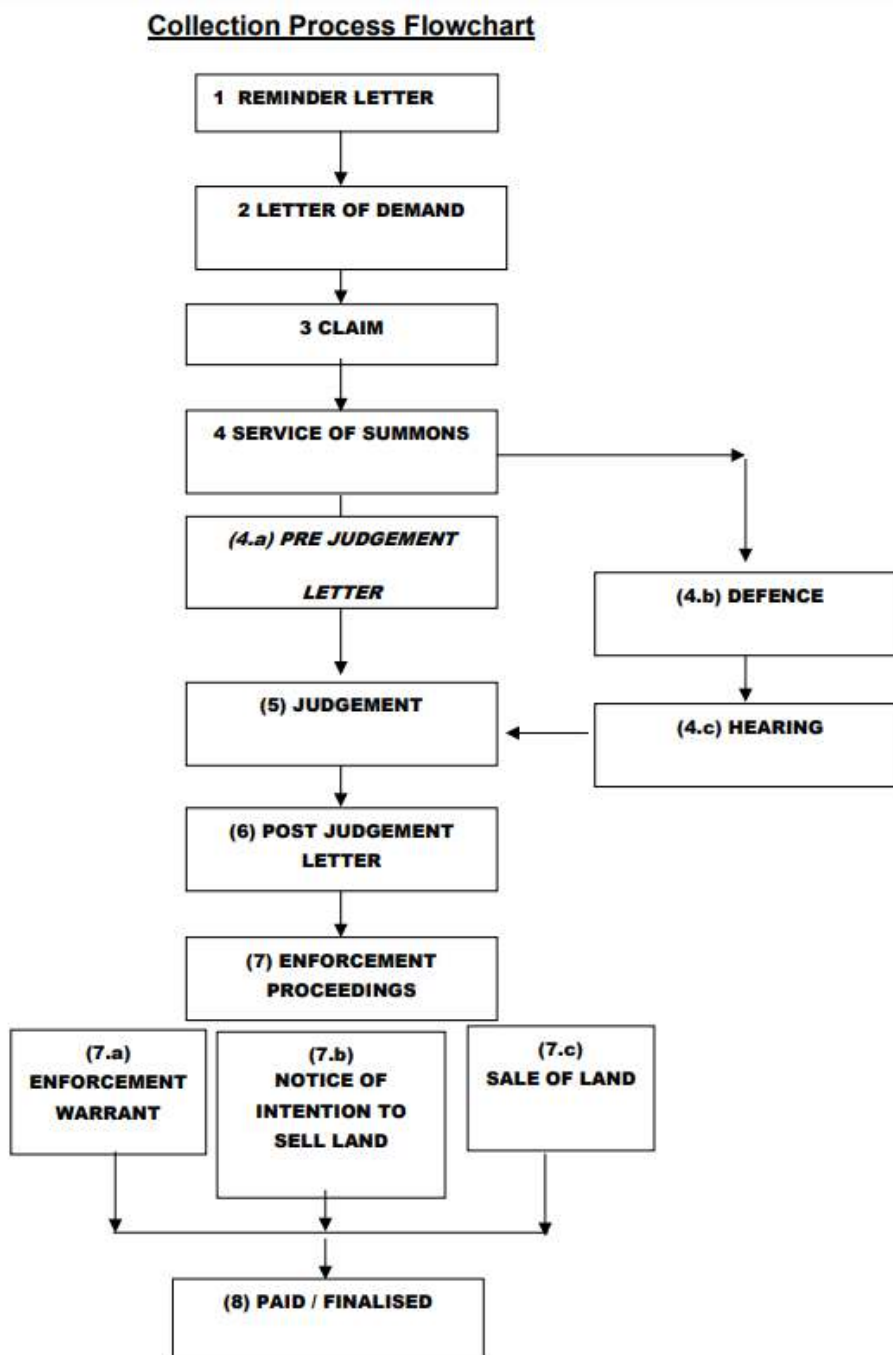 Collection Process Flowchart
1 REMINDER LETTER
2 LETTER OF DEMAND
3 CLAIM
4 SERVICE OF SUMMONS
(4.a) PRE JUDGEMENT
LETTER
(4.b) DEFENCE
(5) JUDGEMENT
(4.c) HEARING
(6) POST JUDGEMENT
LETTER
(7) ENFORCEMENT
PROCEEDINGS
(7.a)
ENFORCEMENT
WARRANT
(7.b)
NOTICE OF
INTENTION TO
SELL LAND
(7.c)
SALE OF LAND
(8) PAID / FINALISED